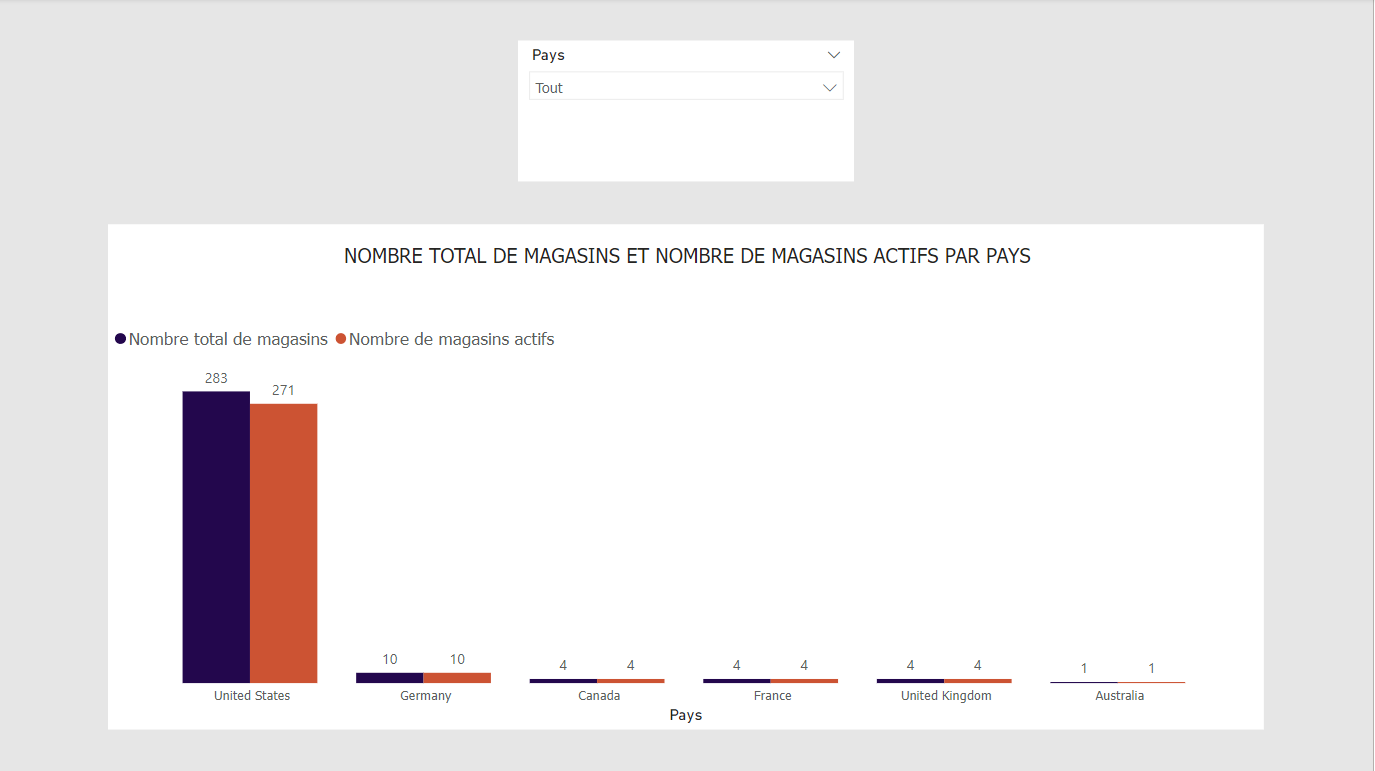 Pays
Tout
NOMBRE TOTAL DE MAGASINS ET NOMBRE DE MAGASINS ACTIFS PAR PAYS
Nombre total de magasins Nombre de magasins actifs
283 271
10 10 4 4 4 4 4 4 1 1
United States Germany Canada France United Kingdom Australia
Pays